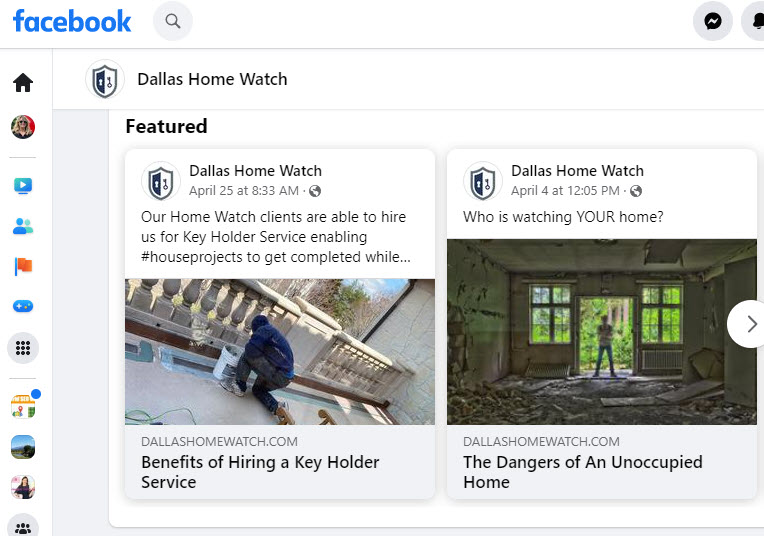 facebook
Dallas Home Watch
Featured
Dallas Home Watch
April 25 at 8:33 AM ·
Our Home Watch clients are able to hire
us for Key Holder Service enabling
#houseprojects to get completed while...
DALLASHOMEWATCH.COM
Benefits of Hiring a Key Holder
Service
Dallas Home Watch
April 4 at 12:05 PM ·
Who is watching YOUR home?
DALLASHOMEWATCH.COM
The Dangers of An Unoccupied
Home